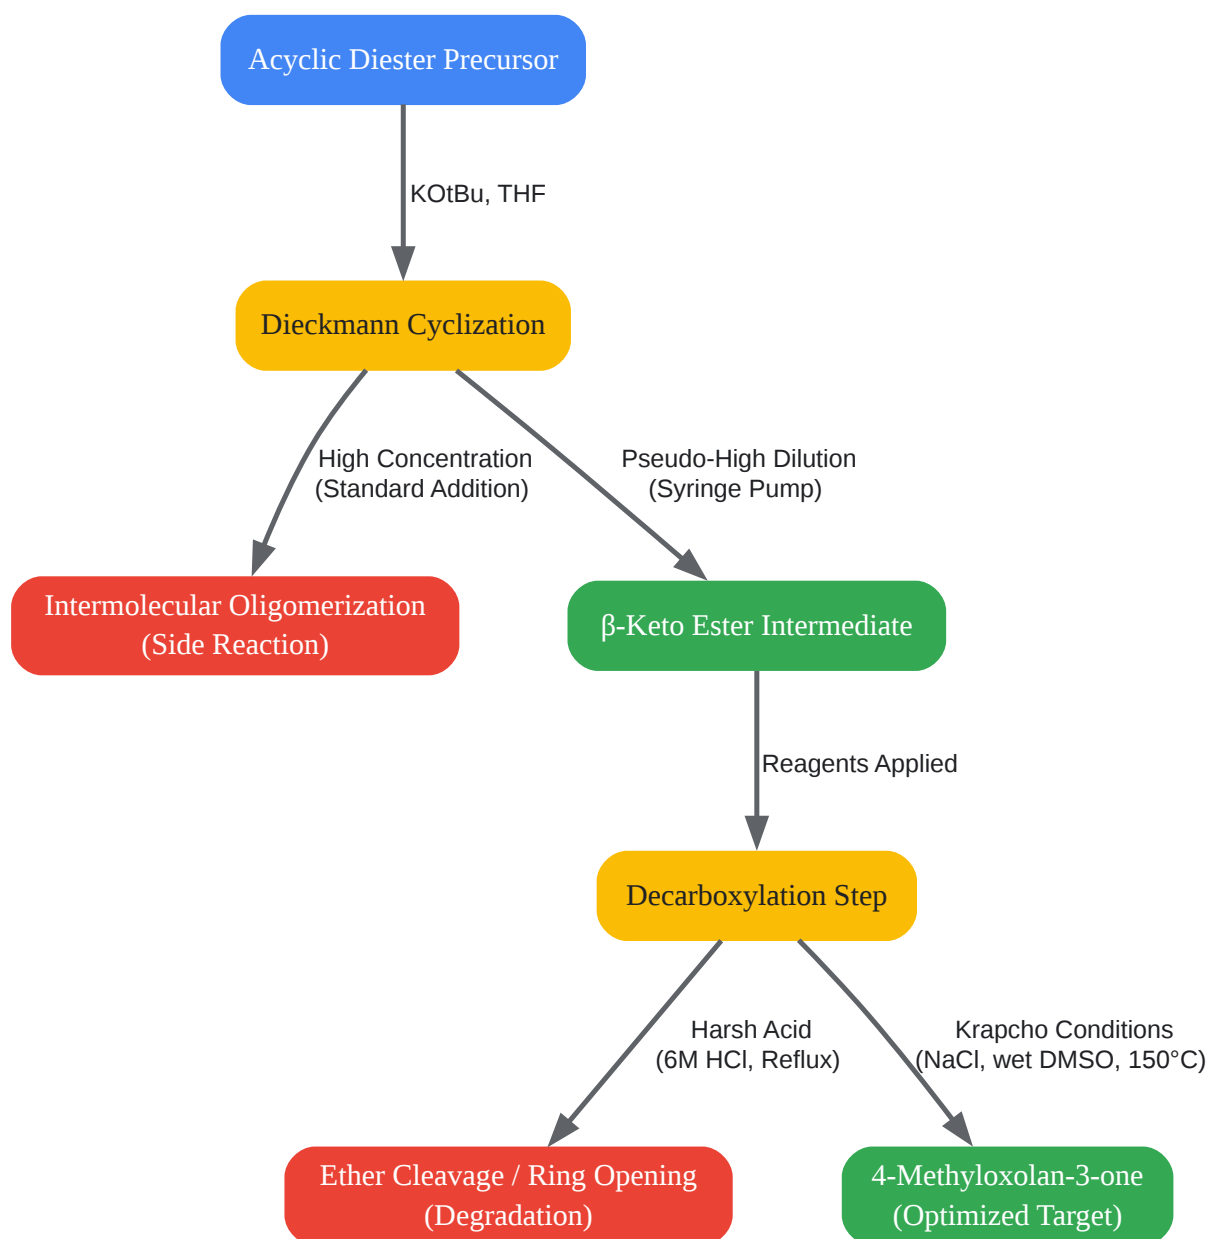 Acyclic Diester Precursor
KOtBu, THF
Dieckmann Cyclization
High Concentration
(Standard Addition)
Pseudo-High Dilution
(Syringe Pump)
Intermolecular Oligomerization
(Side Reaction)
β-Keto Ester Intermediate
Reagents Applied
Decarboxylation Step
Harsh Acid
(6M HCl, Reflux)
Krapcho Conditions
(NaCl, wet DMSO, 150°C)
Ether Cleavage / Ring Opening
(Degradation)
4-Methyloxolan-3-one
(Optimized Target)